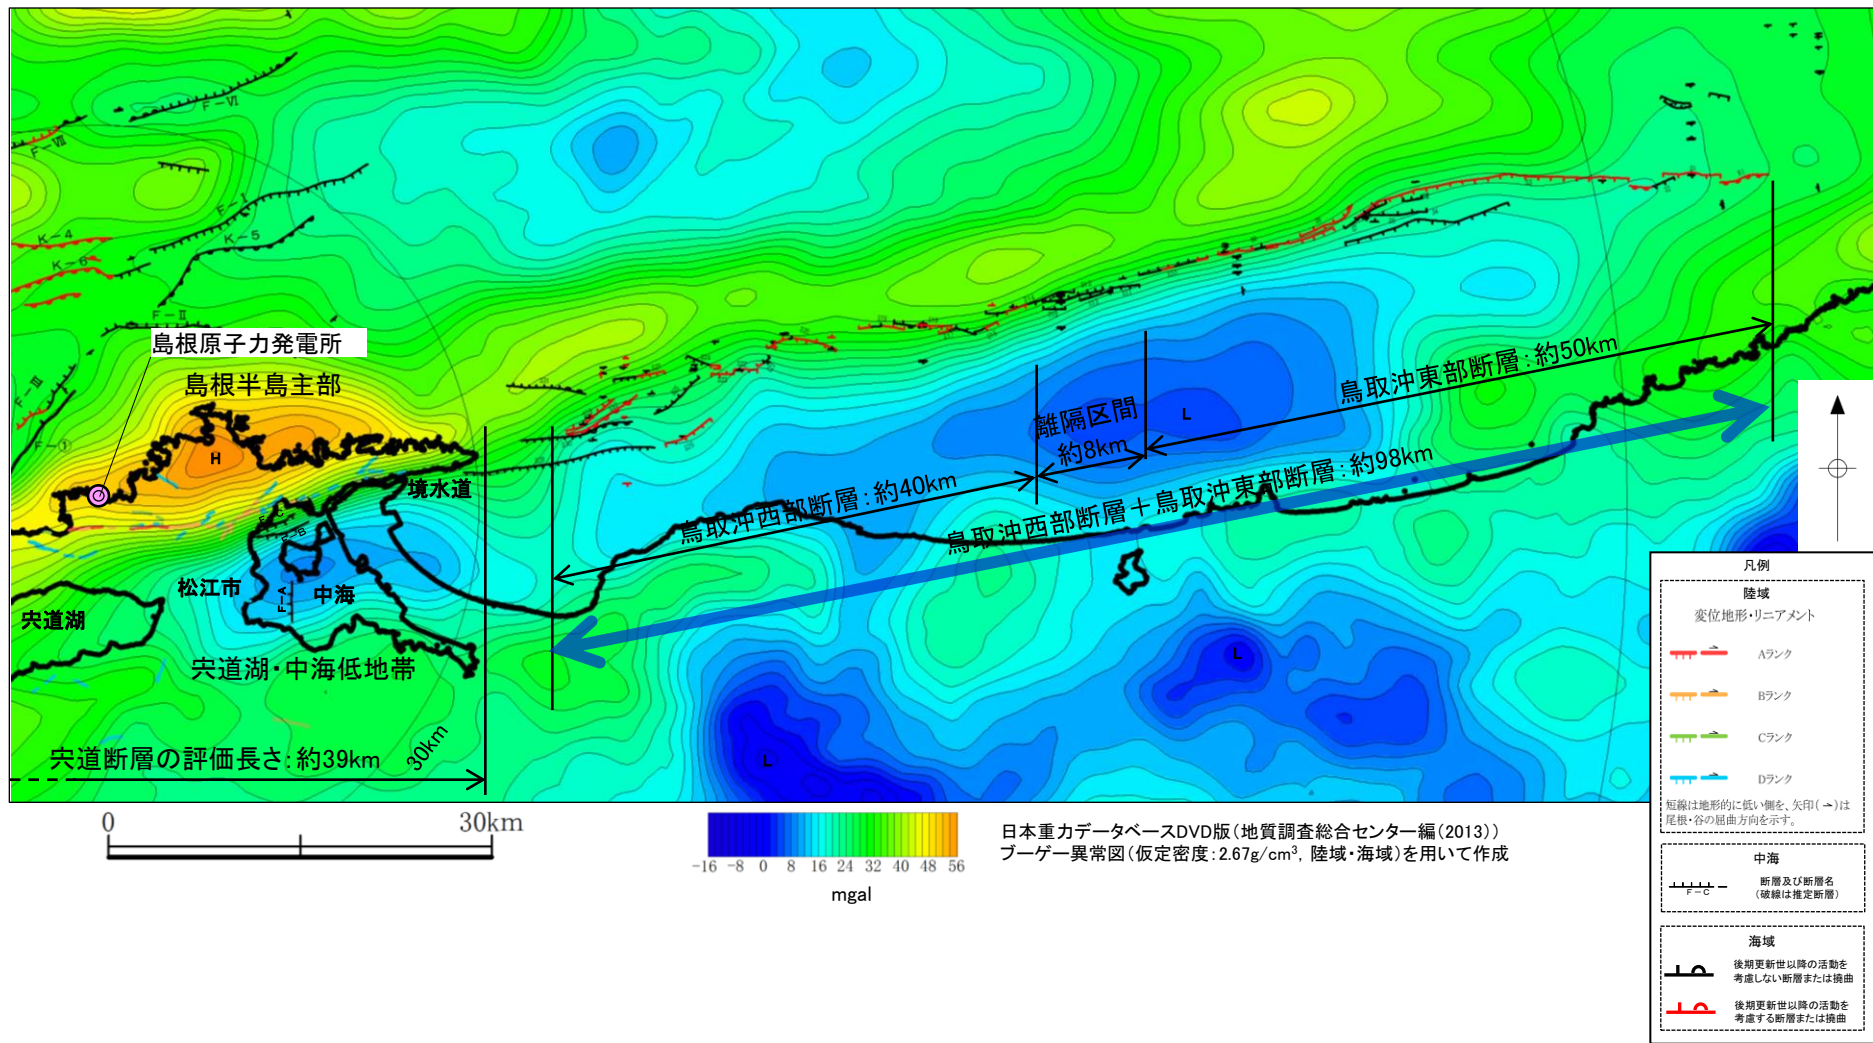 F-Ⅵ
F-Ⅶ
F-1
K-4
K-5
K-6
F-Ⅱ
島根原子力発電所
島根半島主部
F-Ⅲ
F-①
H
境水道
F-C
F-B
F-A
松江市
中海
宍道湖
宍道湖・中海低地帯
宍道断層の評価長さ:約39km
30km
鳥取沖西部断層:約40km
離隔区間
約8km
鳥取沖東部断層:約50km
鳥取沖西部断層+鳥取沖東部断層:約98km
L
L
L
0 30km
-16 -8 0 8 16 24 32 40 48 56
mgal
日本重力データベースDVD版(地質調査総合センター編(2013))
ブーゲー異常図(仮定密度:2.67g/cm³, 陸域・海域)を用いて作成
凡例
陸域
変位地形・リニアメント
Aランク
Bランク
Cランク
Dランク
短線は地形的に低い側を、矢印(→)は
尾根・谷の屈曲方向を示す。
中海
F-C
断層及び断層名
(破線は推定断層)
海域
後期更新世以降の活動を
考慮しない断層または撓曲
後期更新世以降の活動を
考慮する断層または撓曲